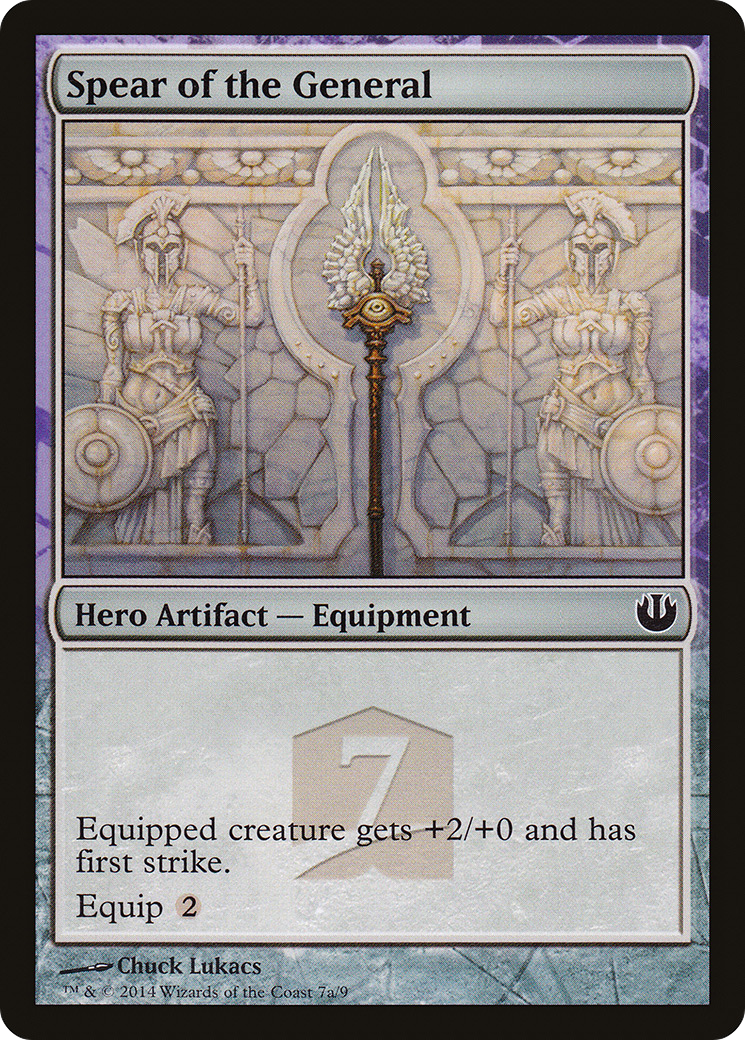 Spear of the General
Hero Artifact — Equipment
7
Equipped creature gets +2/+0 and has
first strike.
Equip 2
Chuck Lukacs
™ & © 2014 Wizards of the Coast 7a/9